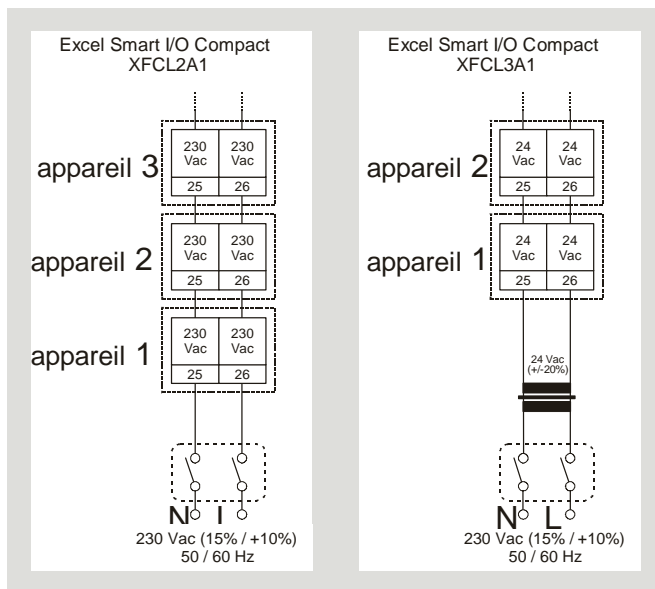 Excel Smart I/O Compact
XFCL2A1
appareil 3
230 Vac
230 Vac
25
26
appareil 2
230 Vac
230 Vac
25
26
appareil 1
230 Vac
230 Vac
25
26
N L
230 Vac (15% / +10%)
50 / 60 Hz
Excel Smart I/O Compact
XFCL3A1
appareil 2
24 Vac
24 Vac
25
26
appareil 1
24 Vac
24 Vac
25
26
24 Vac
(+/-20%)
N L
230 Vac (15% / +10%)
50 / 60 Hz